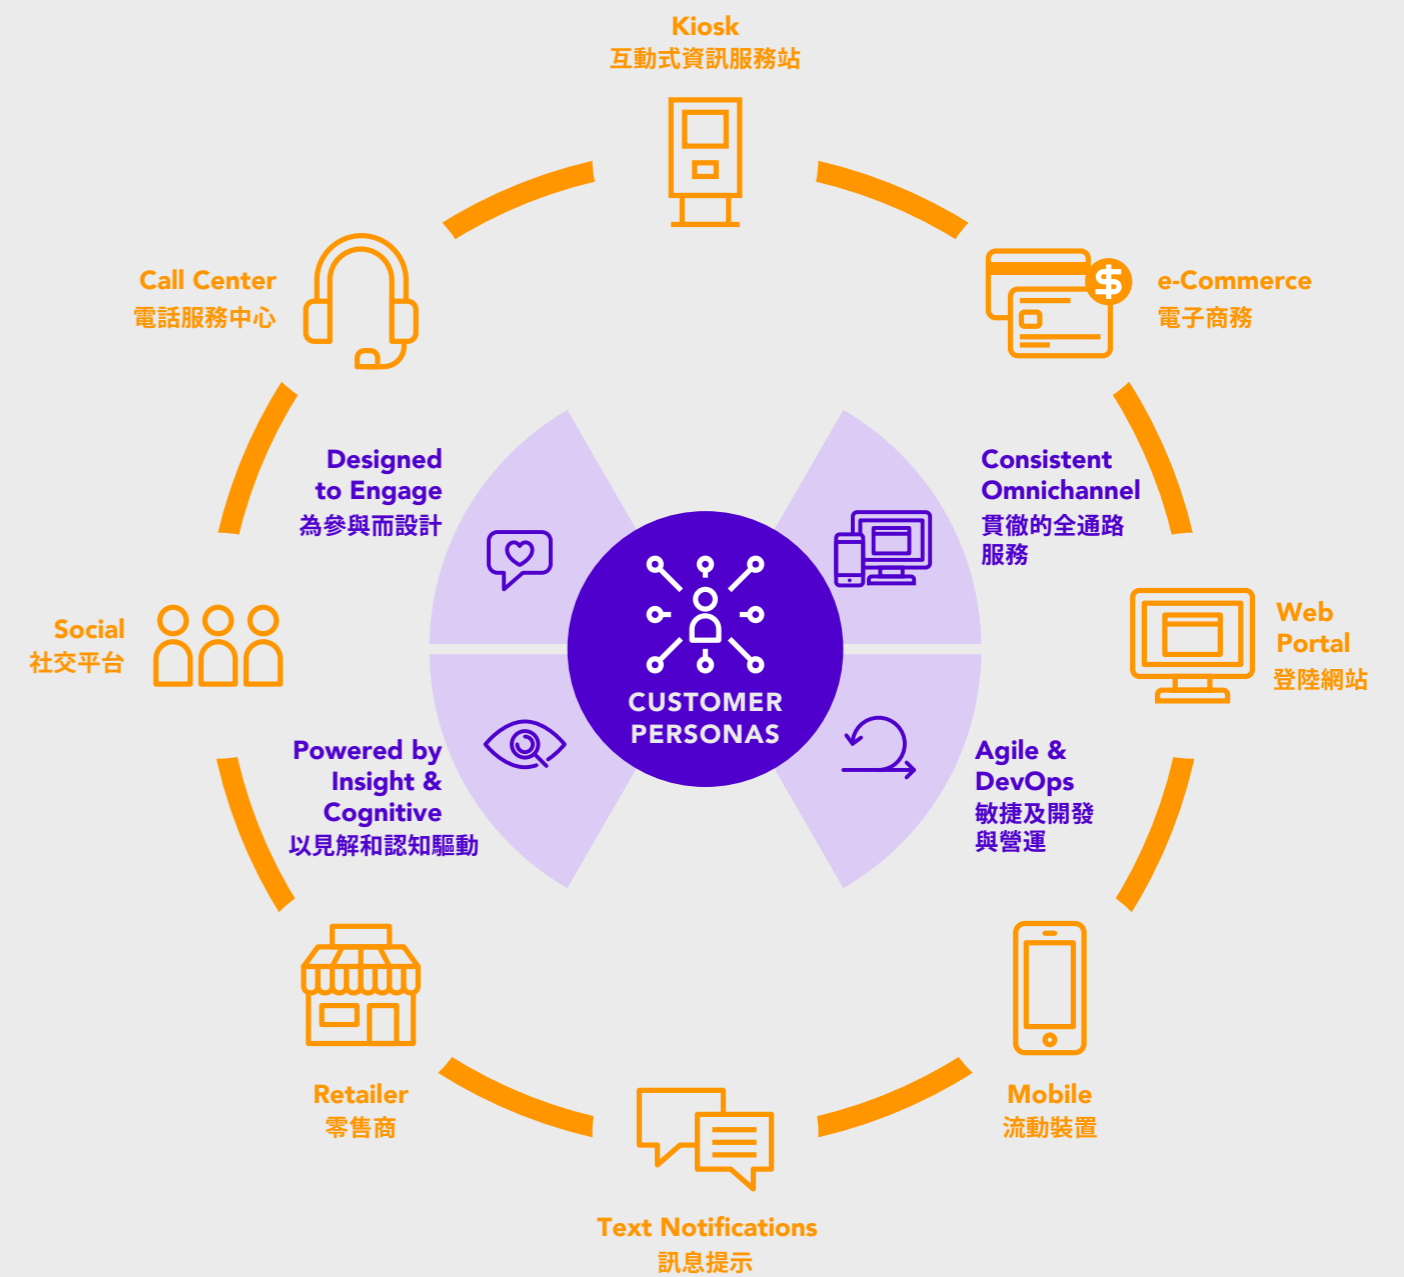 Kiosk
互動式資訊服務站
Call Center
電話服務中心
e-Commerce
電子商務
Designed
to Engage
為參與而設計
Consistent
Omnichannel
貫徹的全通路
服務
Social
社交平台
CUSTOMER
PERSONAS
Web
Portal
登陸網站
Powered by
Insight &
Cognitive
以見解和認知驅動
Agile &
DevOps
敏捷及開發
與營運
Retailer
零售商
Mobile
流動裝置
Text Notifications
訊息提示